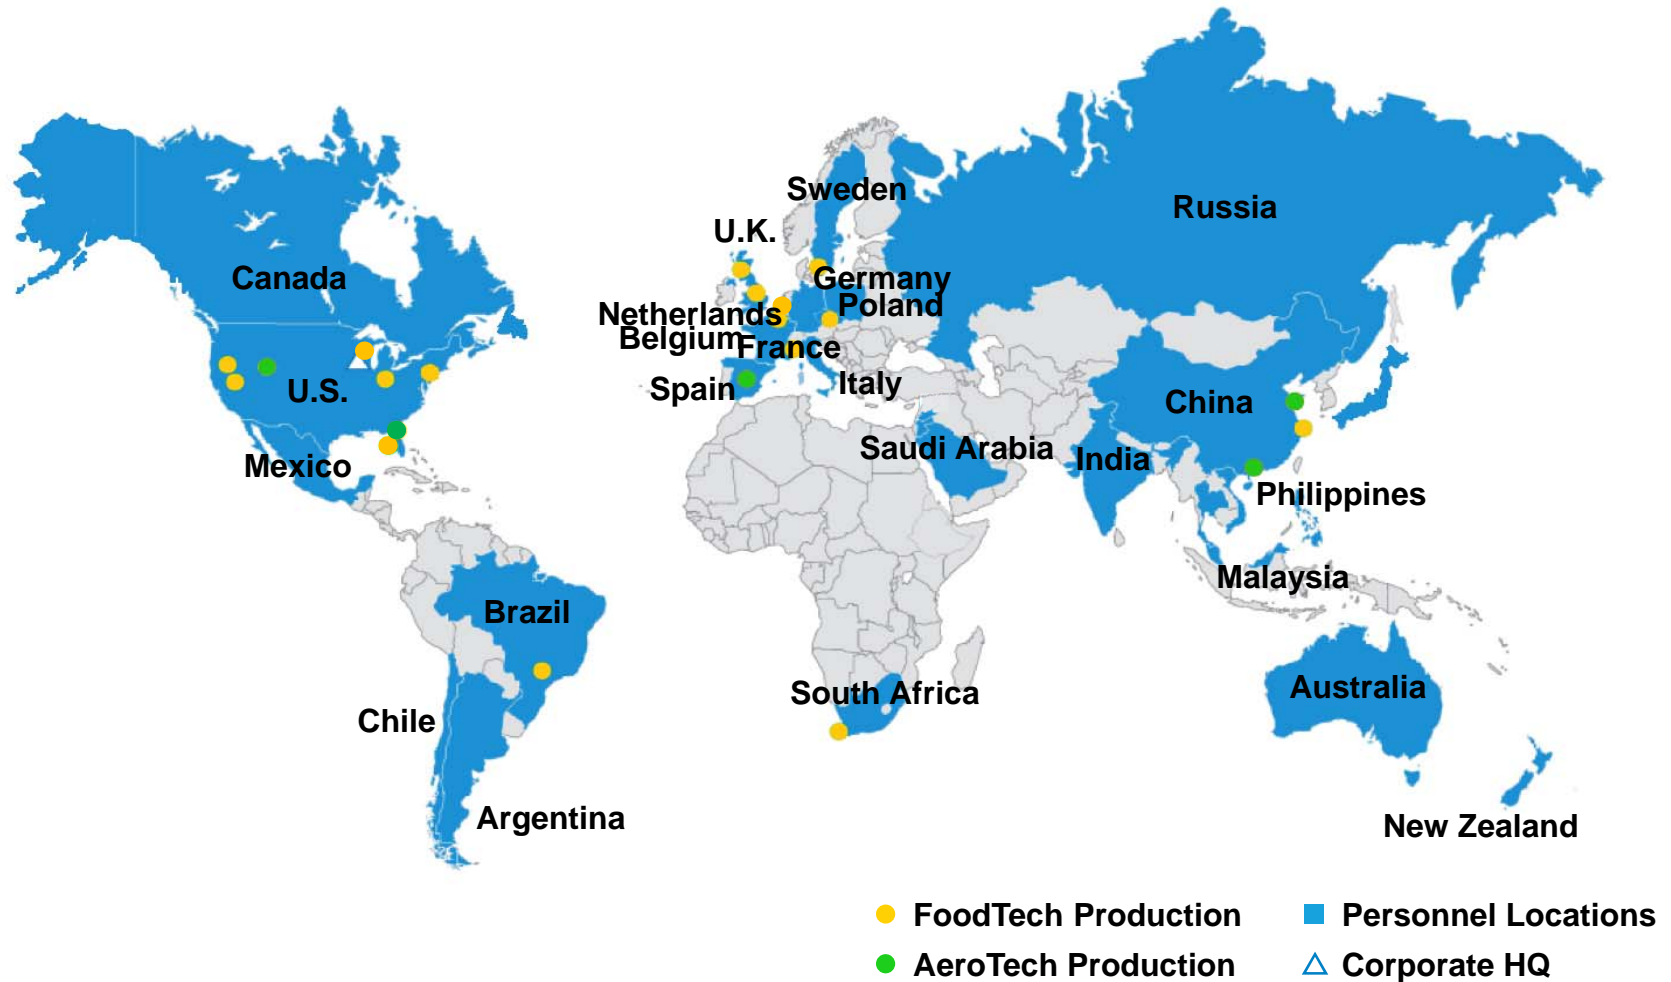 Sweden
Russia
U.K.
Canada
Germany
Netherlands
Poland
Belgium
France
Spain
Italy
U.S.
China
Mexico
Saudi Arabia
India
Philippines
Malaysia
Brazil
South Africa
Australia
Chile
Argentina
New Zealand
FoodTech Production
Personnel Locations
AeroTech Production
Corporate HQ